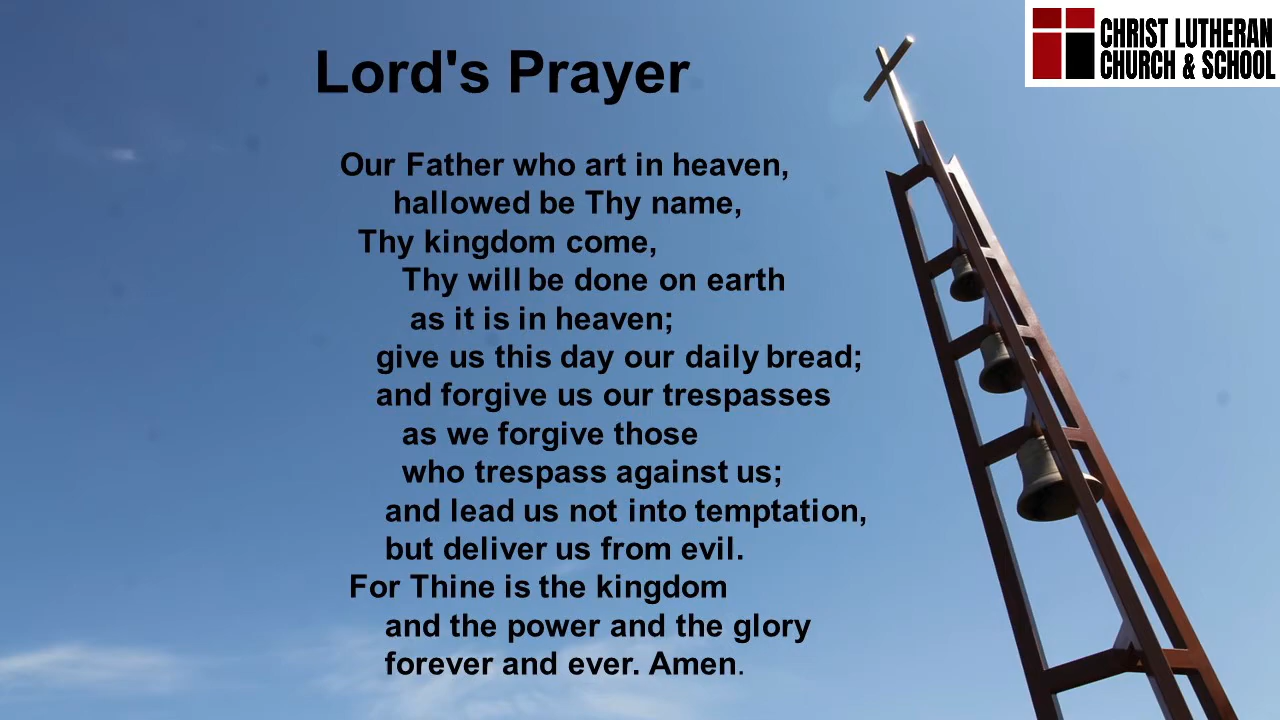 CHRIST LUTHERAN
CHURCH & SCHOOL
Lord's Prayer
Our Father who art in heaven,
hallowed be Thy name,
Thy kingdom come,
Thy will be done on earth
as it is in heaven;
give us this day our daily bread;
and forgive us our trespasses
as we forgive those
who trespass against us;
and lead us not into temptation,
but deliver us from evil.
For Thine is the kingdom
and the power and the glory
forever and ever. Amen.